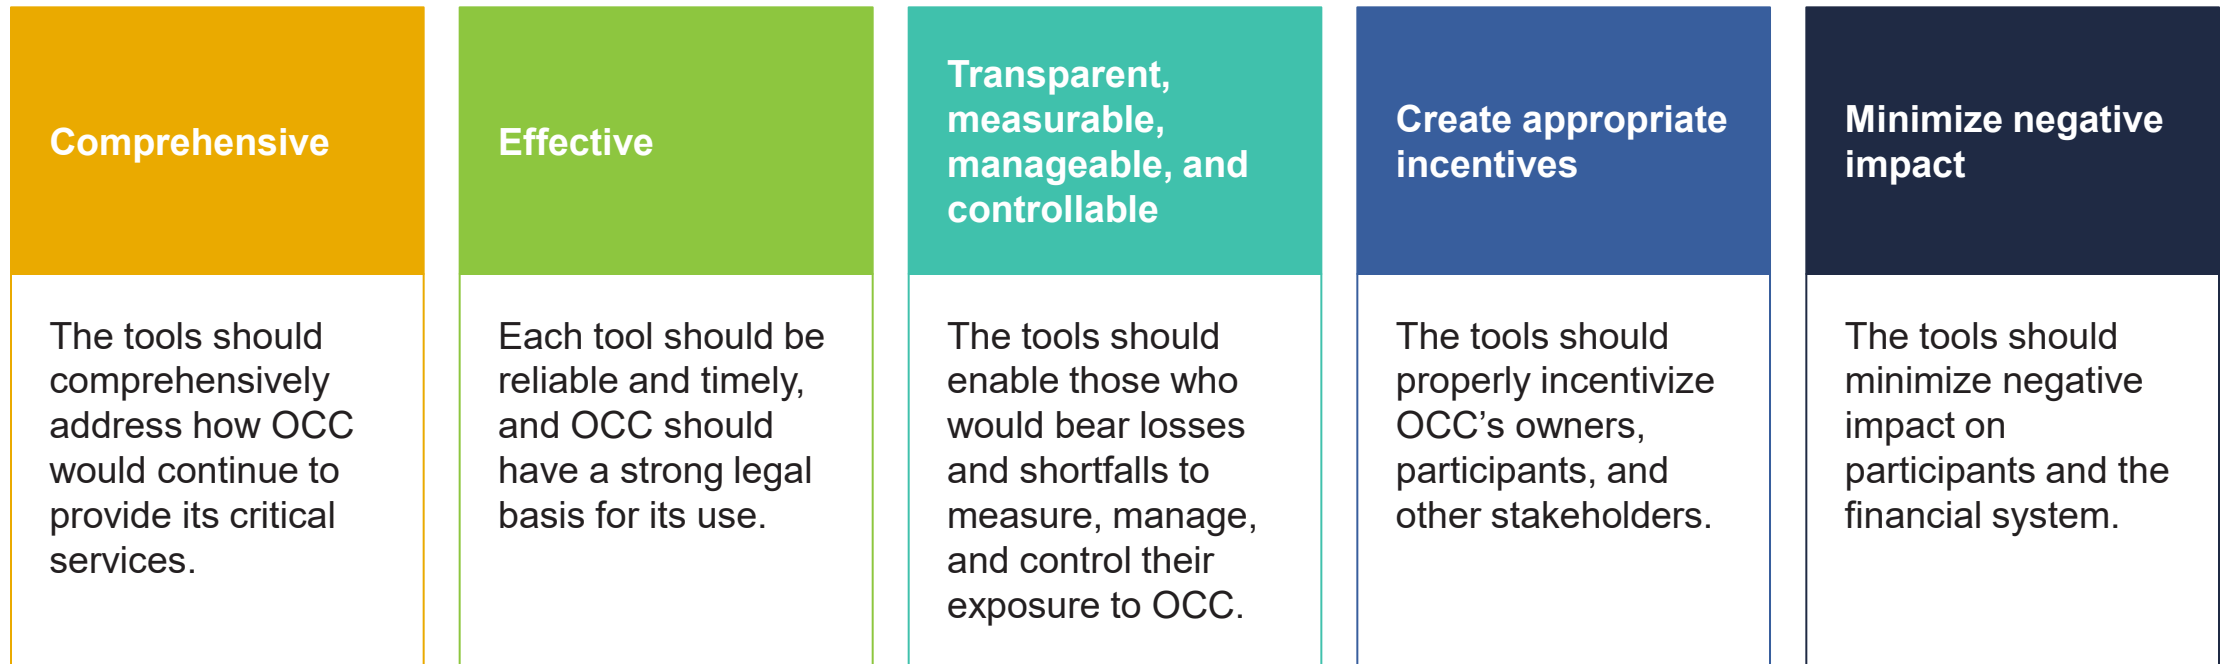 Comprehensive
The tools should
comprehensively
address how OCC
would continue to
provide its critical
services.
Effective
Each tool should be
reliable and timely,
and OCC should
have a strong legal
basis for its use.
Transparent,
measurable,
manageable, and
controllable
The tools should
enable those who
would bear losses
and shortfalls to
measure, manage,
and control their
exposure to OCC.
Create appropriate
incentives
The tools should
properly incentivize
OCC’s owners,
participants, and
other stakeholders.
Minimize negative
impact
The tools should
minimize negative
impact on
participants and the
financial system.